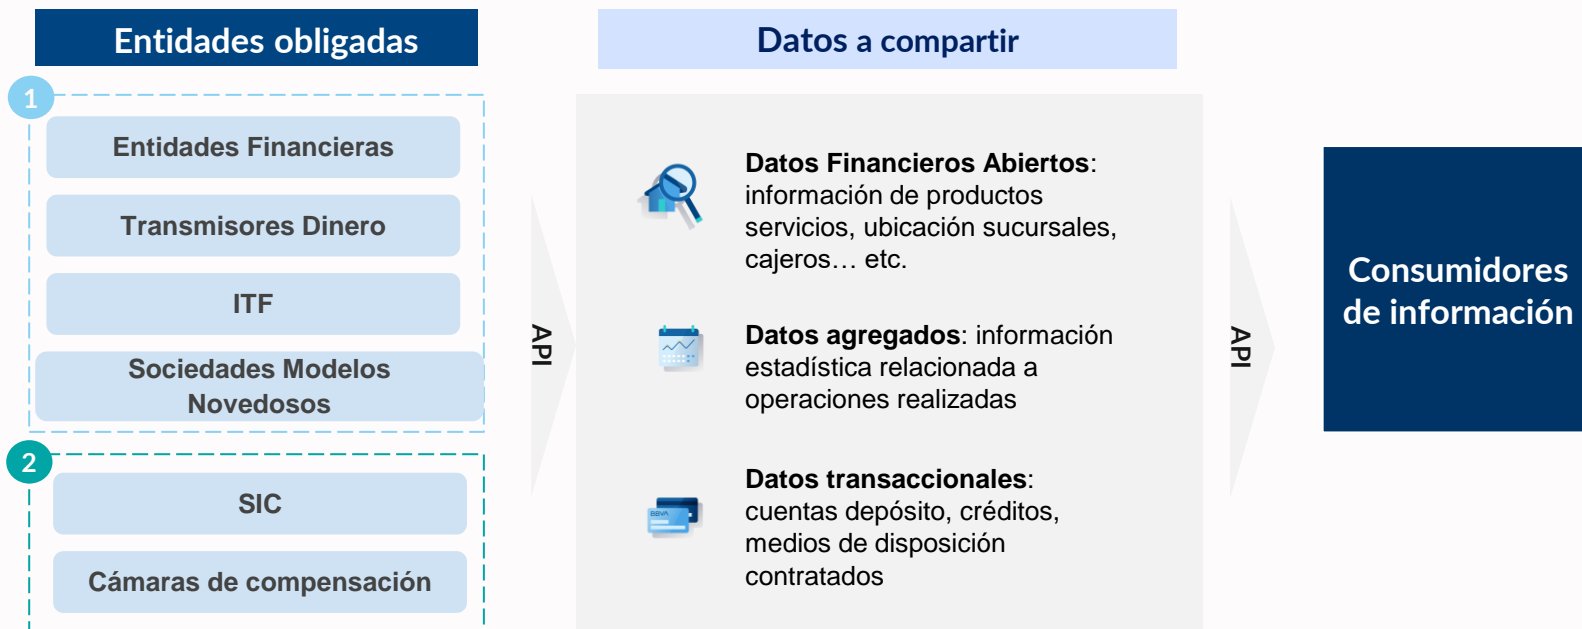 Entidades obligadas
1
Entidades Financieras
Transmisores Dinero
ITF
Sociedades Modelos
Novedosos
2
SIC
Cámaras de compensación
API
Datos a compartir
Datos Financieros Abiertos:
información de productos
servicios, ubicación sucursales,
cajeros… etc.
Datos agregados: información
estadística relacionada a
operaciones realizadas
BBVA
Datos transaccionales:
cuentas depósito, créditos,
medios de disposición
contratados
API
Consumidores
de información